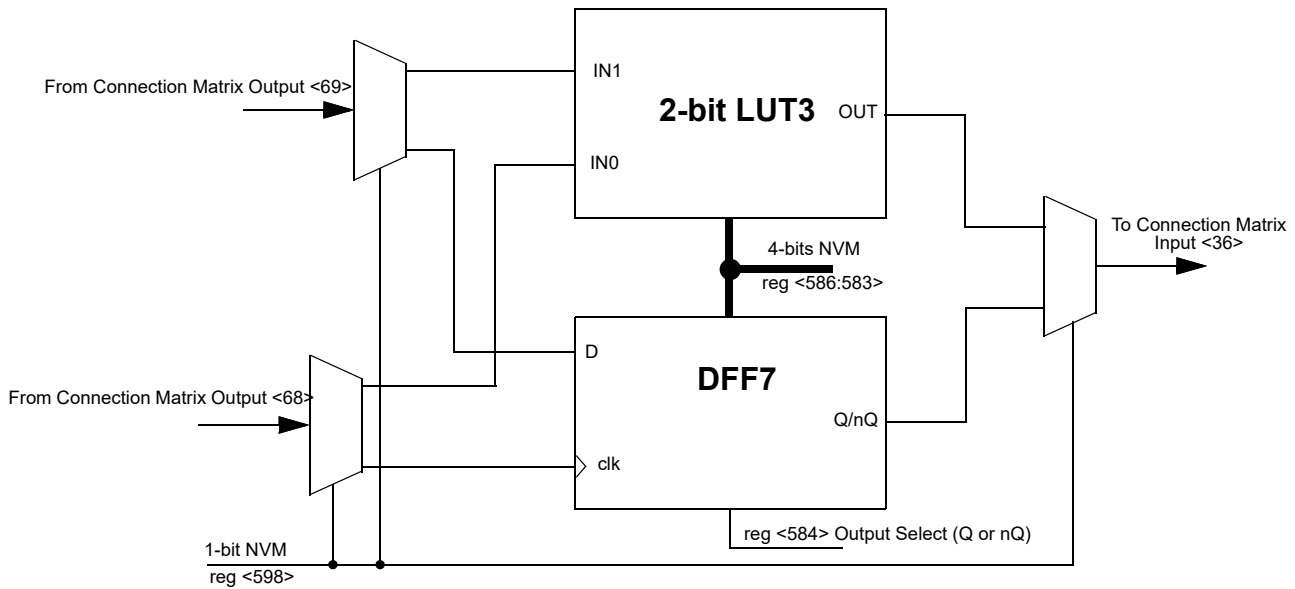 From Connection Matrix Output <69>
IN1
2-bit LUT3
OUT
IN0
To Connection Matrix
Input <36>
4-bits NVM
reg <586:583>
D
DFF7
From Connection Matrix Output <68>
Q/nQ
clk
reg <584> Output Select (Q or nQ)
1-bit NVM
reg <598>